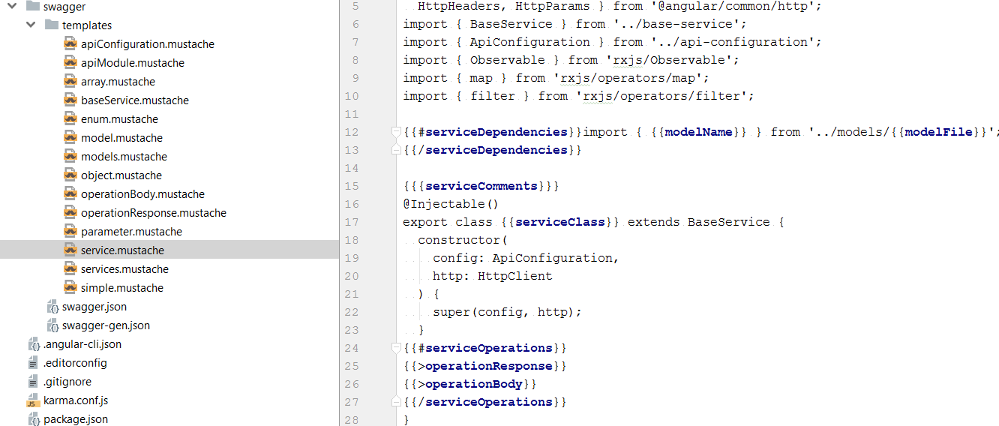 swagger
templates
apiConfiguration.mustache
apiModule.mustache
array.mustache
baseService.mustache
enum.mustache
model.mustache
models.mustache
object.mustache
operationBody.mustache
operationResponse.mustache
parameter.mustache
service.mustache
services.mustache
simple.mustache
swagger.json
swagger-gen.json
.angular-cli.json
.editorconfig
.gitignore
karma.conf.js
package.json
5   HttpHeaders, HttpParams } from '@angular/common/http';
6 import { BaseService } from '../base-service';
7 import { ApiConfiguration } from '../api-configuration';
8 import { Observable } from 'rxjs/Observable';
9 import { map } from 'rxjs/operators/map';
10 import { filter } from 'rxjs/operators/filter';
11
12 {{#serviceDependencies}}import { {{modelName}} } from '../models/{{modelFile}}';
13 {{/serviceDependencies}}
14
15 {{{serviceComments}}}
16 @Injectable()
17 export class {{serviceClass}} extends BaseService {
18   constructor(
19     config: ApiConfiguration,
20     http: HttpClient
21   ) {
22     super(config, http);
23   }
24 {{#serviceOperations}}
25 {{>operationResponse}}
26 {{>operationBody}}
27 {{/serviceOperations}}
28 }